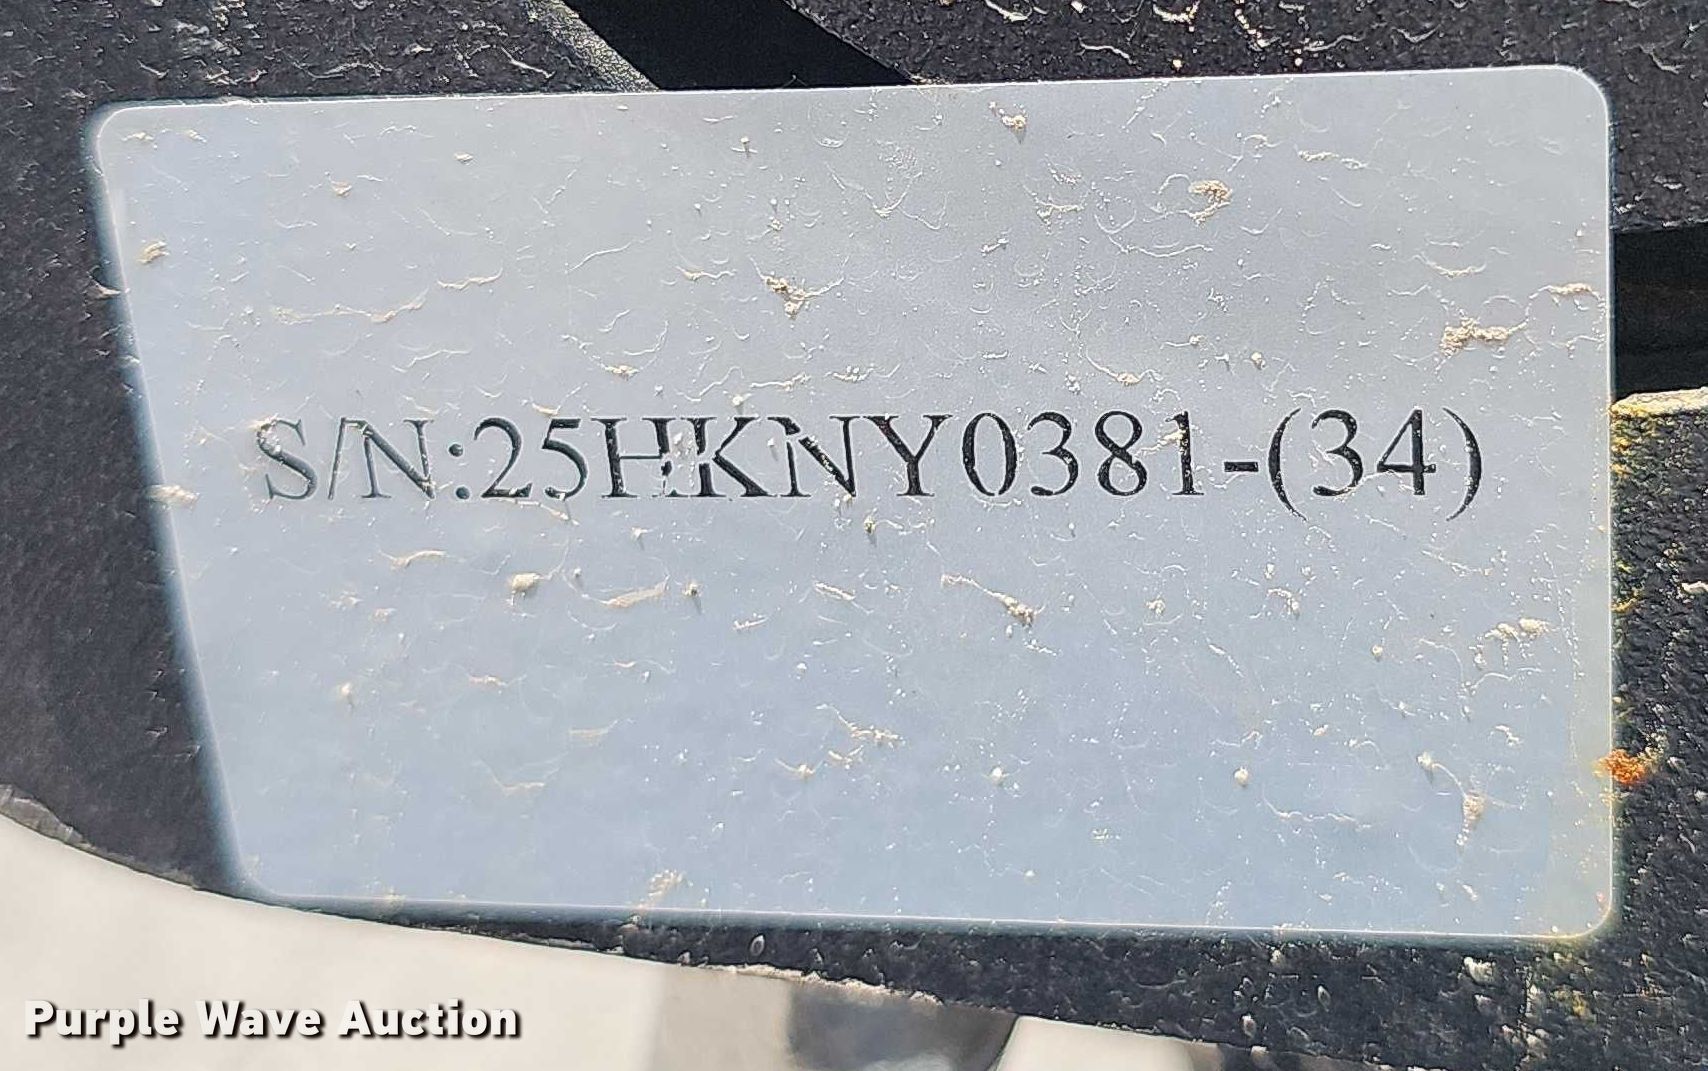 S/N:25HKNY0381-(34)
Purple Wave Auction